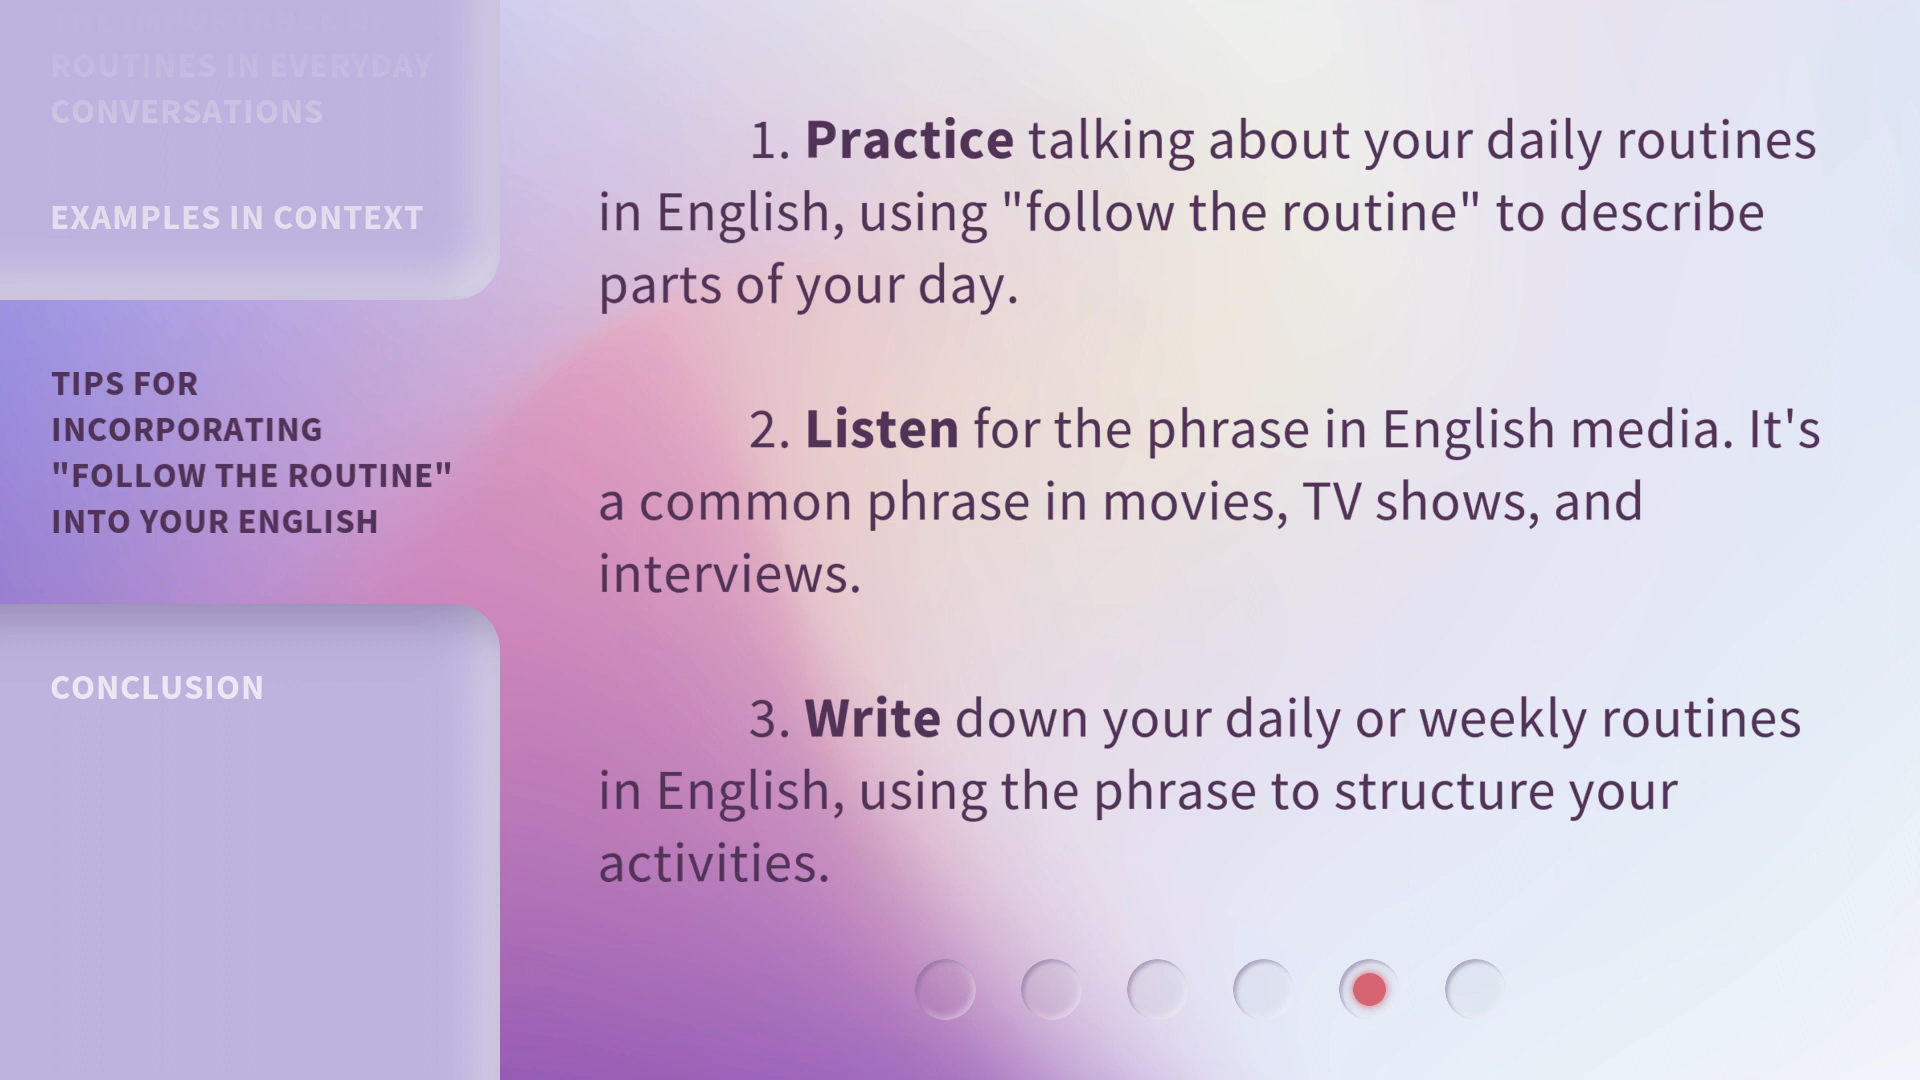 ROUTINES IN EVERYDAY
CONVERSATIONS
EXAMPLES IN CONTEXT
TIPS FOR
INCORPORATING
"FOLLOW THE ROUTINE"
INTO YOUR ENGLISH
CONCLUSION
1. Practice talking about your daily routines
in English, using "follow the routine" to describe
parts of your day.
2. Listen for the phrase in English media. It's
a common phrase in movies, TV shows, and
interviews.
3. Write down your daily or weekly routines
in English, using the phrase to structure your
activities.